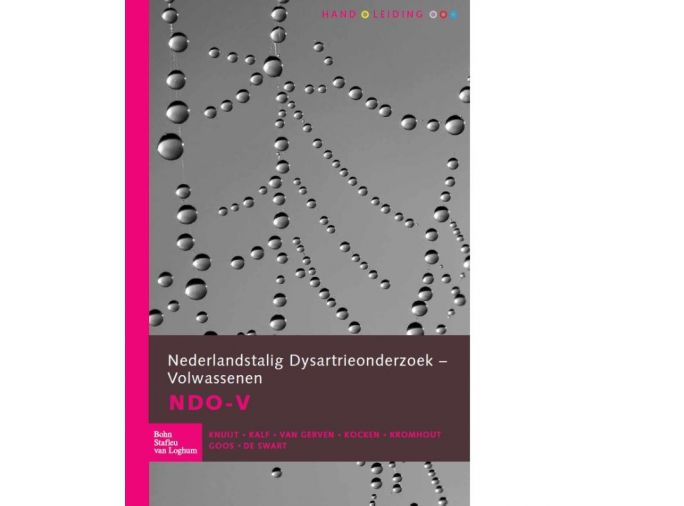 HANDLEIDING
Nederlandstalig Dysartrieonderzoek –
Volwassenen
NDO-V
Bohn
Stafleu
van Loghum
KNUIJT • KALF • VAN GERVEN • KOCKEN • KROMHOUT
GOOS • DE SWART